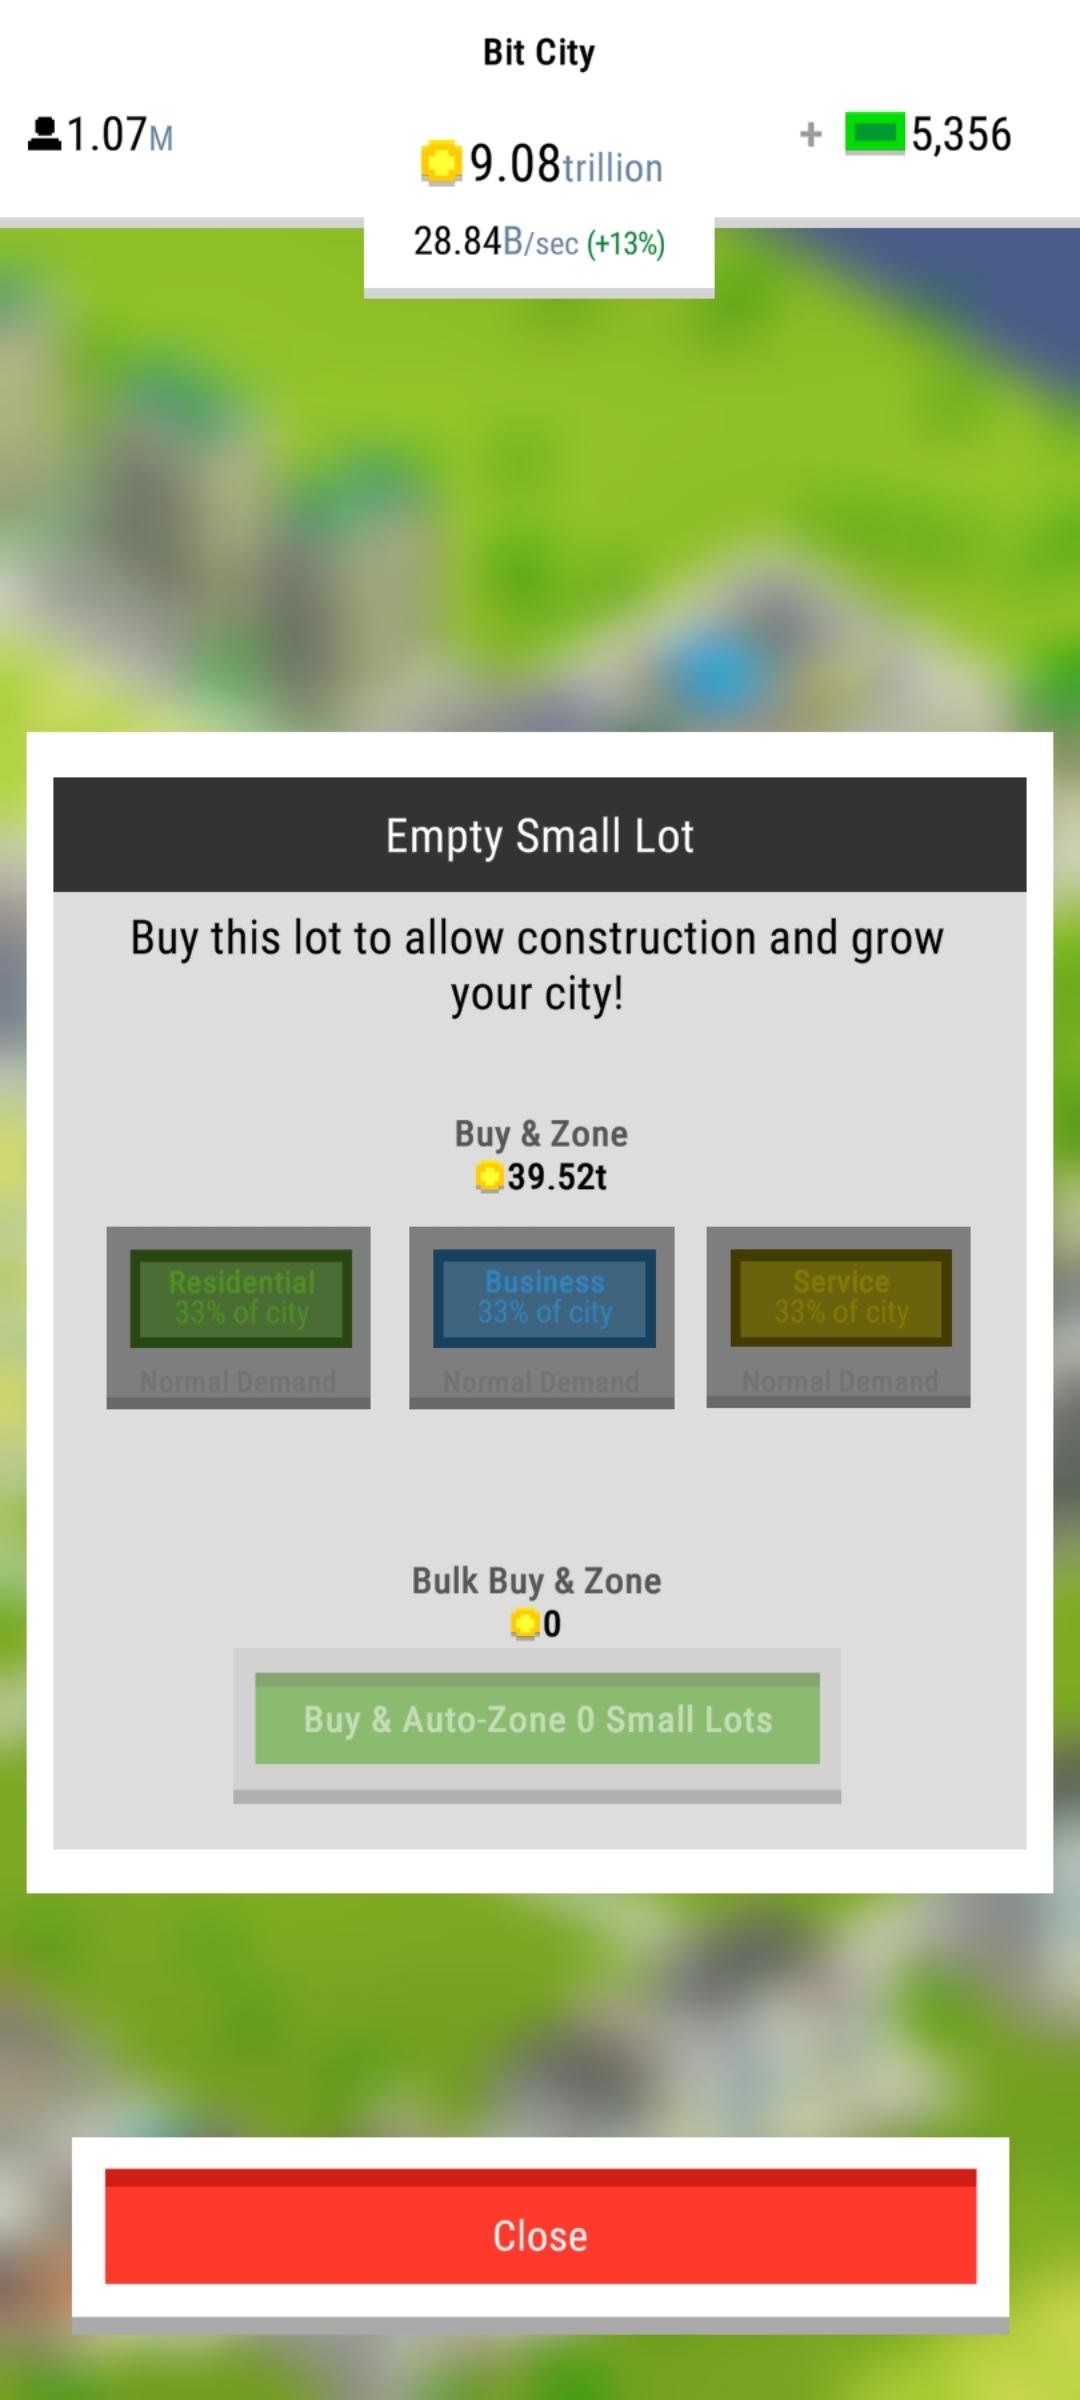 Bit City
1.07M
9.08trillion
+ 5,356
28.84B/sec (+13%)
Empty Small Lot
Buy this lot to allow construction and grow
your city!
Buy & Zone
39.52t
Residential
33% of city
Normal Demand
Business
33% of city
Normal Demand
Service
33% of city
Normal Demand
Bulk Buy & Zone
0
Buy & Auto-Zone 0 Small Lots
Close